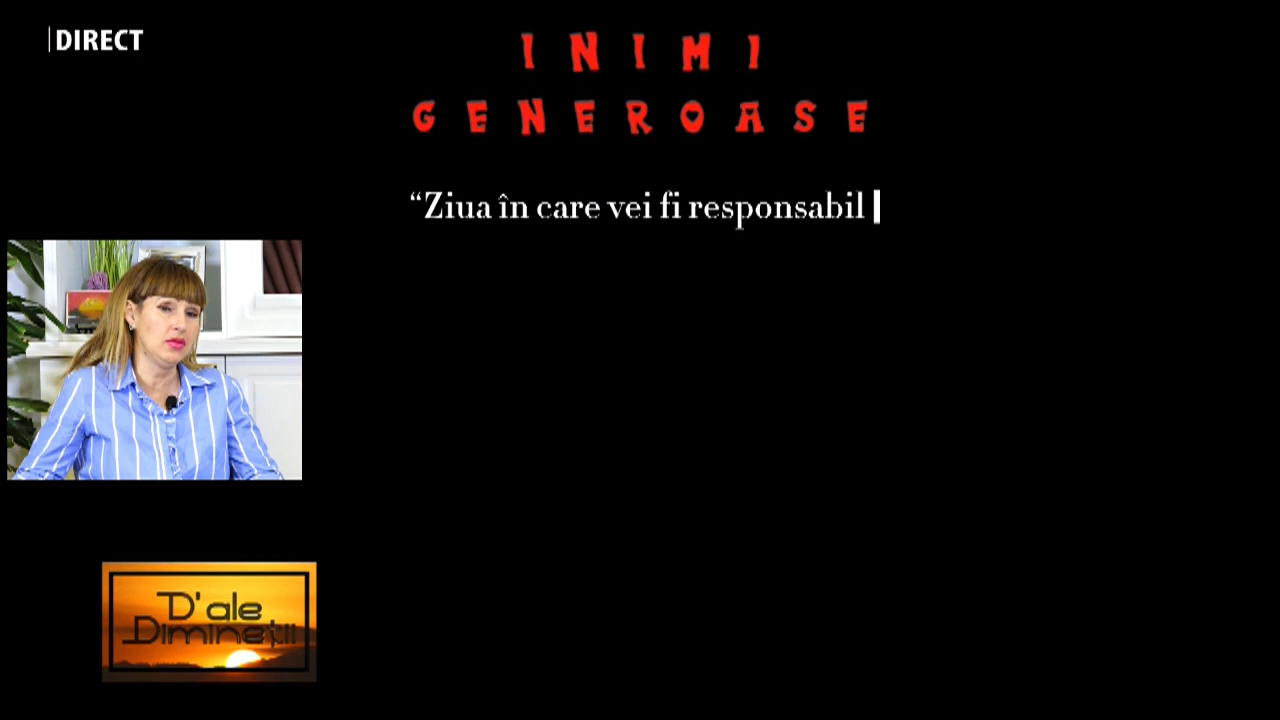 DIRECT
INIMI
GENEROASE
“Ziua în care vei fi responsabil
D'ale
Dimineții